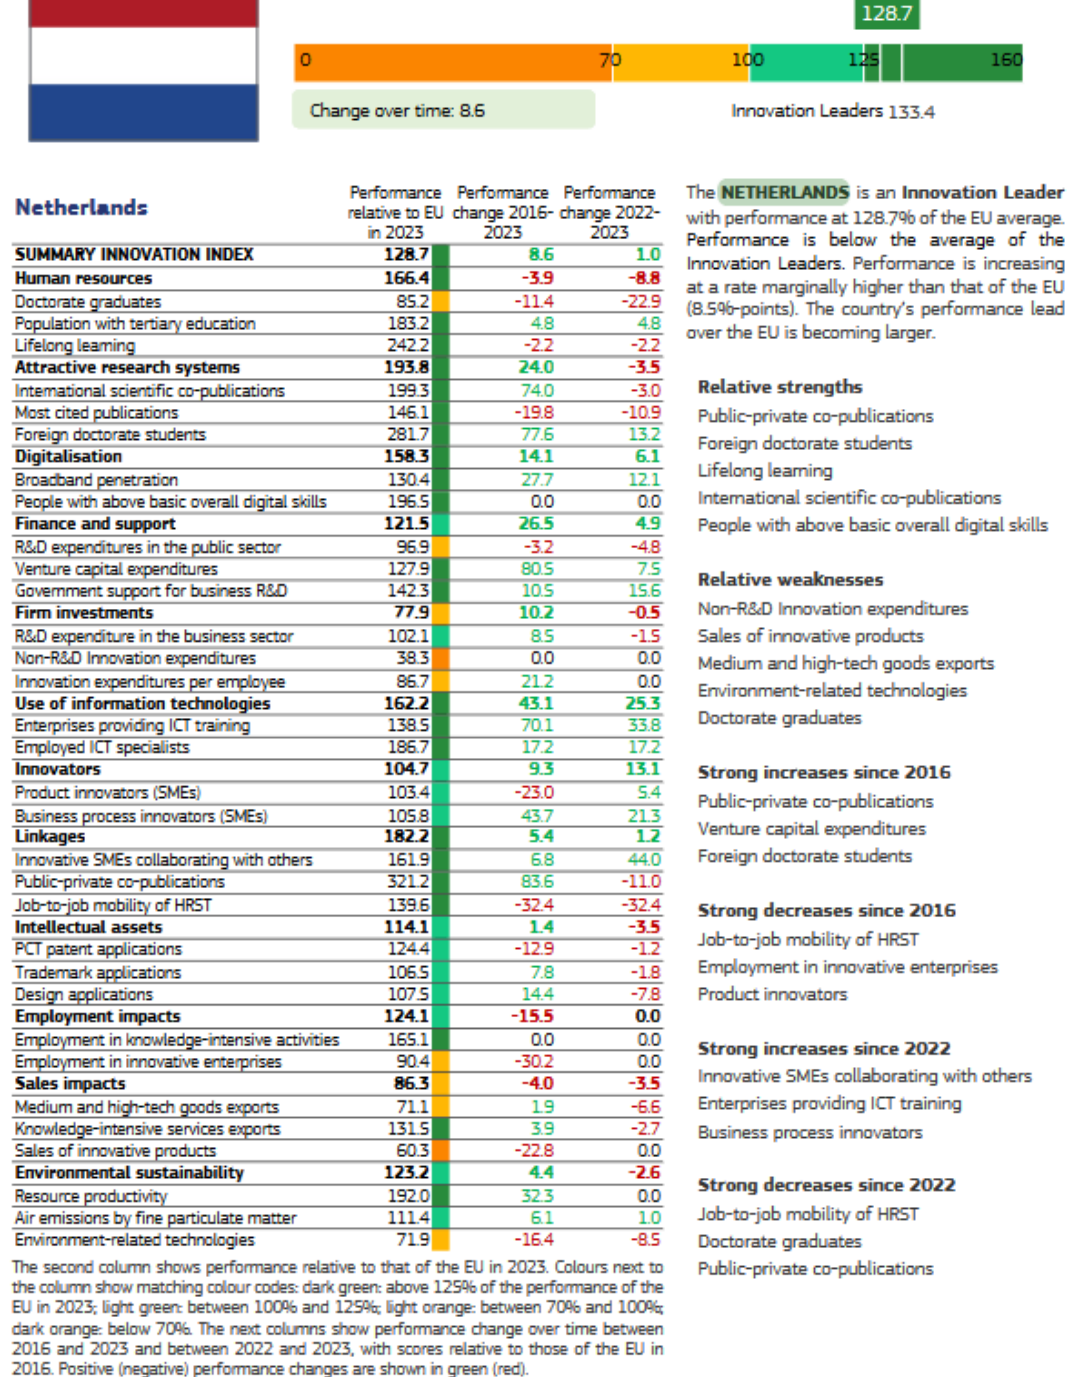 128.7
0 70 100 125 160
Change over time: 8.6
Innovation Leaders 133.4
Netherlands
Performance relative to EU in 2023
Performance change 2016-2023
Performance change 2022-2023
SUMMARY INNOVATION INDEX 128.7 8.6 1.0
Human resources 166.4 -3.9 -8.8
Doctorate graduates 85.2 -11.4 -22.9
Population with tertiary education 183.2 4.8 4.8
Lifelong learning 242.2 -2.2 -2.2
Attractive research systems 193.8 24.0 -3.5
International scientific co-publications 199.3 74.0 -3.0
Most cited publications 146.1 -19.8 -10.9
Foreign doctorate students 281.7 77.6 13.2
Digitalisation 158.3 14.1 6.1
Broadband penetration 130.4 27.7 12.1
People with above basic overall digital skills 196.5 0.0 0.0
Finance and support 121.5 26.5 4.9
R&D expenditures in the public sector 96.9 -3.2 -4.8
Venture capital expenditures 127.9 80.5 7.5
Government support for business R&D 142.3 10.5 15.6
Firm investments 77.9 10.2 -0.5
R&D expenditure in the business sector 102.1 8.5 -1.5
Non-R&D Innovation expenditures 38.3 0.0 0.0
Innovation expenditures per employee 86.7 21.2 0.0
Use of information technologies 162.2 43.1 25.3
Enterprises providing ICT training 138.5 70.1 33.8
Employed ICT specialists 186.7 17.2 17.2
Innovators 104.7 9.3 13.1
Product innovators (SMEs) 103.4 -23.0 5.4
Business process innovators (SMEs) 105.8 43.7 21.3
Linkages 182.2 5.4 1.2
Innovative SMEs collaborating with others 161.9 6.8 44.0
Public-private co-publications 321.2 83.6 -11.0
Job-to-job mobility of HRST 139.6 -32.4 -32.4
Intellectual assets 114.1 1.4 -3.5
PCT patent applications 124.4 -12.9 -1.2
Trademark applications 106.5 7.8 -1.8
Design applications 107.5 14.4 -7.8
Employment impacts 124.1 -15.5 0.0
Employment in knowledge-intensive activities 165.1 0.0 0.0
Employment in innovative enterprises 90.4 -30.2 0.0
Sales impacts 86.3 -4.0 -3.5
Medium and high-tech goods exports 71.1 1.9 -6.6
Knowledge-intensive services exports 131.5 3.9 -2.7
Sales of innovative products 60.3 -22.8 0.0
Environmental sustainability 123.2 4.4 -2.6
Resource productivity 192.0 32.3 0.0
Air emissions by fine particulate matter 111.4 6.1 1.0
Environment-related technologies 71.9 -16.4 -8.5
The second column shows performance relative to that of the EU in 2023. Colours next to
the column show matching colour codes: dark green: above 125% of the performance of the
EU in 2023; light green: between 100% and 125%; light orange: between 70% and 100%;
dark orange: below 70%. The next columns show performance change over time between
2016 and 2023 and between 2022 and 2023, with scores relative to those of the EU in
2016. Positive (negative) performance changes are shown in green (red).
The NETHERLANDS is an Innovation Leader
with performance at 128.7% of the EU average.
Performance is below the average of the
Innovation Leaders. Performance is increasing
at a rate marginally higher than that of the EU
(8.5%-points). The country's performance lead
over the EU is becoming larger.
Relative strengths
Public-private co-publications
Foreign doctorate students
Lifelong learning
International scientific co-publications
People with above basic overall digital skills
Relative weaknesses
Non-R&D Innovation expenditures
Sales of innovative products
Medium and high-tech goods exports
Environment-related technologies
Doctorate graduates
Strong increases since 2016
Public-private co-publications
Venture capital expenditures
Foreign doctorate students
Strong decreases since 2016
Job-to-job mobility of HRST
Employment in innovative enterprises
Product innovators
Strong increases since 2022
Innovative SMEs collaborating with others
Enterprises providing ICT training
Business process innovators
Strong decreases since 2022
Job-to-job mobility of HRST
Doctorate graduates
Public-private co-publications